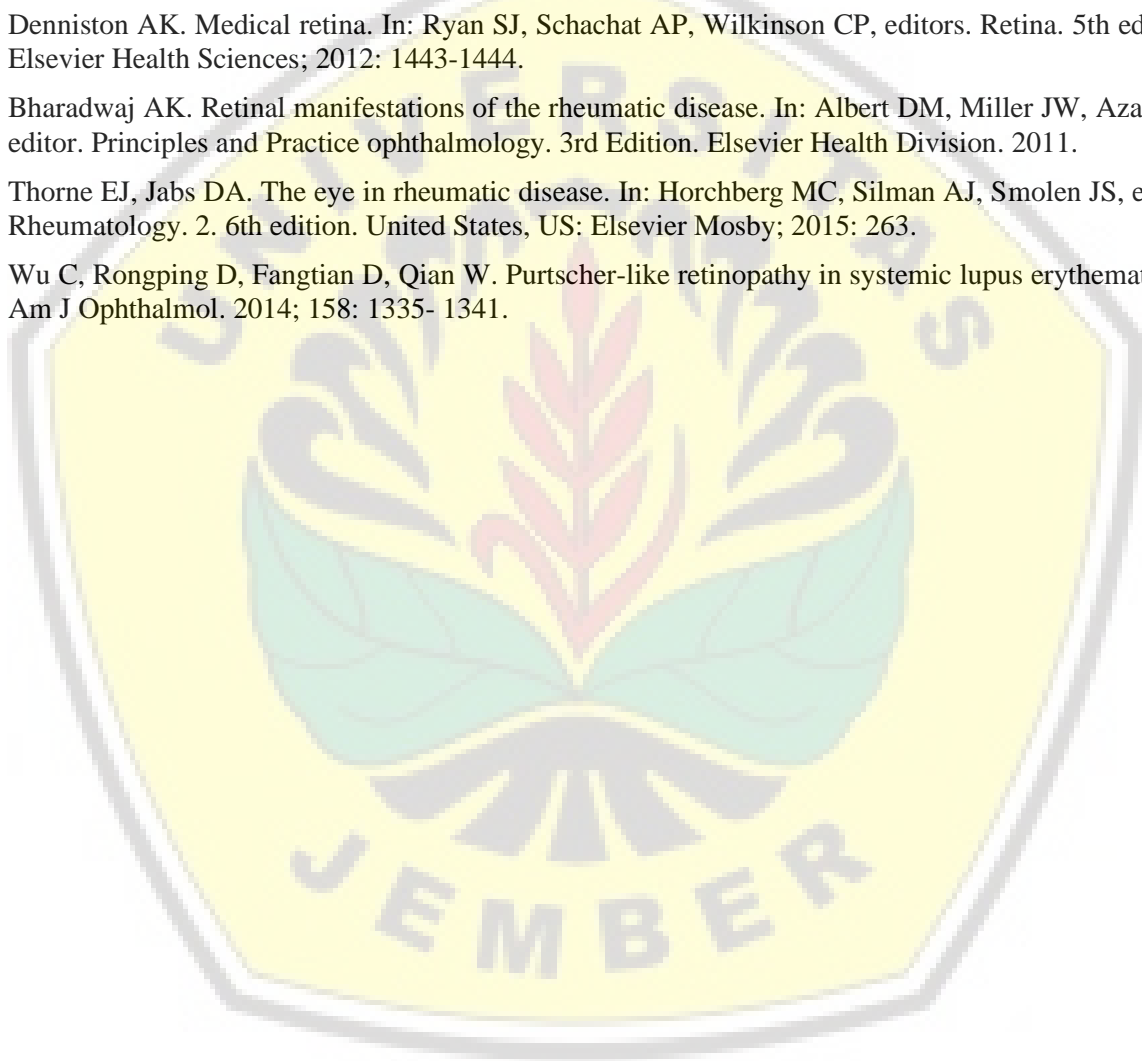 Denniston AK. Medical retina. In: Ryan SJ, Schachat AP, Wilkinson CP, editors. Retina. 5th ed
Elsevier Health Sciences; 2012: 1443-1444.
Bharadwaj AK. Retinal manifestations of the rheumatic disease. In: Albert DM, Miller JW, Aza
editor. Principles and Practice ophthalmology. 3rd Edition. Elsevier Health Division. 2011.
Thorne EJ, Jabs DA. The eye in rheumatic disease. In: Horchberg MC, Silman AJ, Smolen JS, e
Rheumatology. 2. 6th edition. United States, US: Elsevier Mosby; 2015: 263.
Wu C, Rongping D, Fangtian D, Qian W. Purtscher-like retinopathy in systemic lupus erythemat
Am J Ophthalmol. 2014; 158: 1335- 1341.
UNIVERSITAS
JEMBER